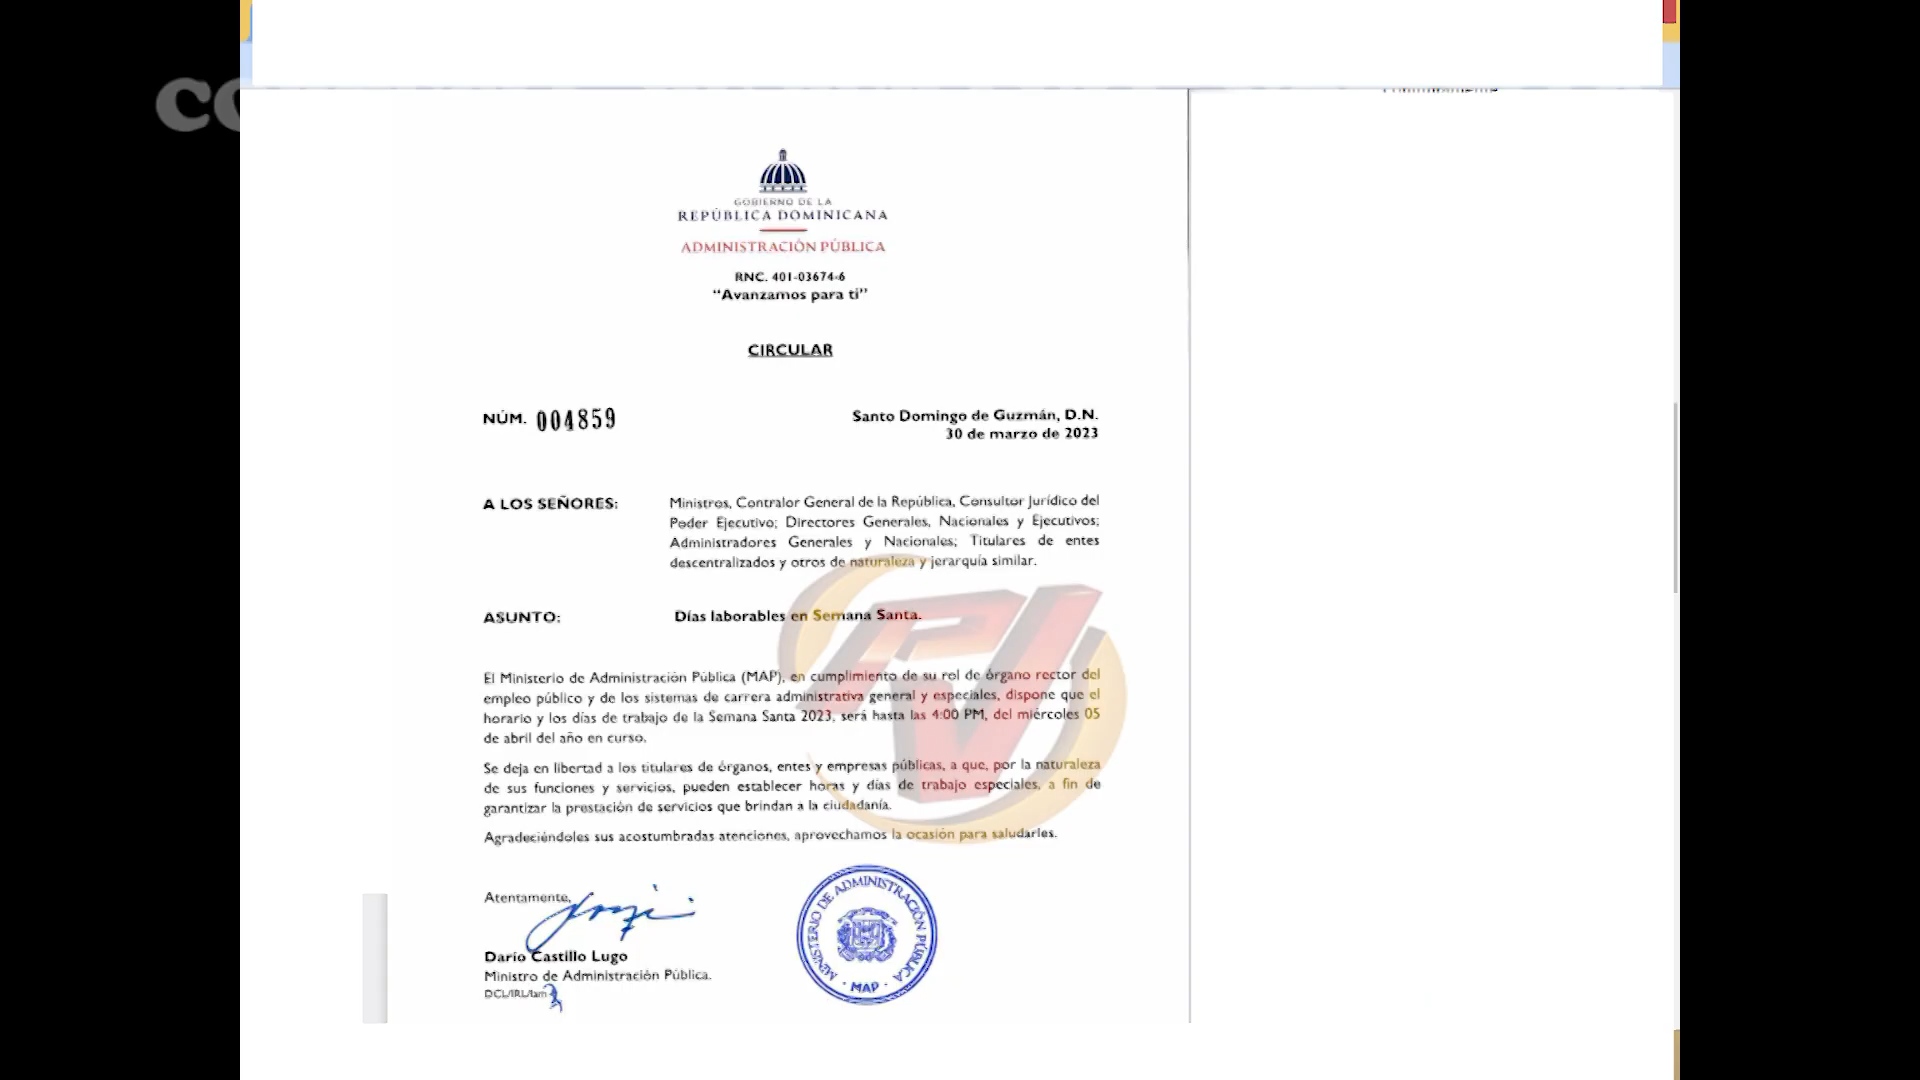 GOBIERNO DE LA
REPÚBLICA DOMINICANA
ADMINISTRACIÓN PÚBLICA
RNC. 401-03674-6
“Avanzamos para ti”
CIRCULAR
NÚM. 004859
Santo Domingo de Guzmán, D.N.
30 de marzo de 2023
A LOS SEÑORES:
Ministros, Contralor General de la República, Consultor Jurídico del
Poder Ejecutivo; Directores Generales, Nacionales y Ejecutivos;
Administradores Generales y Nacionales; Titulares de entes
descentralizados y otros de naturaleza y jerarquía similar.
ASUNTO: Días laborables en Semana Santa.
El Ministerio de Administración Pública (MAP), en cumplimiento de su rol de órgano rector del
empleo público y de los sistemas de carrera administrativa general y especiales, dispone que el
horario y los días de trabajo de la Semana Santa 2023, será hasta las 4:00 PM, del miércoles 05
de abril del año en curso.
Se deja en libertad a los titulares de órganos, entes y empresas públicas, a que, por la naturaleza
de sus funciones y servicios, pueden establecer horas y días de trabajo especiales, a fin de
garantizar la prestación de servicios que brindan a la ciudadanía.
Agradeciéndoles sus acostumbradas atenciones, aprovechamos la ocasión para saludarles.
Atentamente,
Darío Castillo Lugo
Ministro de Administración Pública.
DCL/IRL/lam
MINISTERIO DE ADMINISTRACIÓN PÚBLICA
· MAP ·